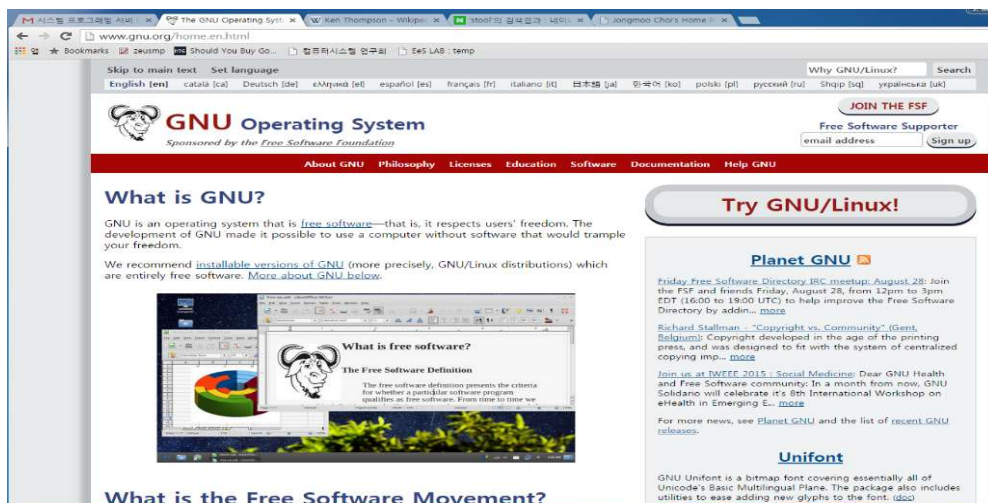 시스템 프로그래밍 서비
The GNU Operating Syst
Ken Thompson - Wikipe
Jongmoo Choi's Home P
www.gnu.org/home.en.html
앱 Bookmarks zeusmp Should You Buy Go... 컴퓨터시스템 연구회 EeS LAB : temp
Skip to main text Set language
Why GNU/Linux? Search
English [en] català [ca] Deutsch [de] ελληνικά [el] español [es] français [fr] italiano [it] 日本語 [ja] 한국어 [ko] polski [pl] русский [ru] Shqip [sq] українська [uk]
JOIN THE FSF
GNU Operating System
Free Software Supporter
Sponsored by the Free Software Foundation
email address Sign up
About GNU Philosophy Licenses Education Software Documentation Help GNU
What is GNU?
GNU is an operating system that is free software—that is, it respects users' freedom. The
development of GNU made it possible to use a computer without software that would trample
your freedom.
We recommend installable versions of GNU (more precisely, GNU/Linux distributions) which
are entirely free software. More about GNU below.
What is free software?
The Free Software Definition
The free software definition presents the criteria
for whether a particular software program
qualifies as free software. From time to time we
What is the Free Software Movement?
Try GNU/Linux!
Planet GNU
Friday Free Software Directory IRC meetup: August 28: Join
the FSF and friends Friday, August 28, from 12pm to 3pm
EDT (16:00 to 19:00 UTC) to help improve the Free Software
Directory by addin... more
Richard Stallman - "Copyright vs. Community" (Gent,
Belgium): Copyright developed in the age of the printing
press, and was designed to fit with the system of centralized
copying imp... more
Join us at IWEEE 2015 : Social Medicine: Dear GNU Health
and Free Software community: In a month from now, GNU
Solidario will celebrate it's 8th International Workshop on
eHealth in Emerging E... more
For more news, see Planet GNU and the list of recent GNU
releases.
Unifont
GNU Unifont is a bitmap font covering essentially all of
Unicode's Basic Multilingual Plane. The package also includes
utilities to ease adding new glyphs to the font. (doc)